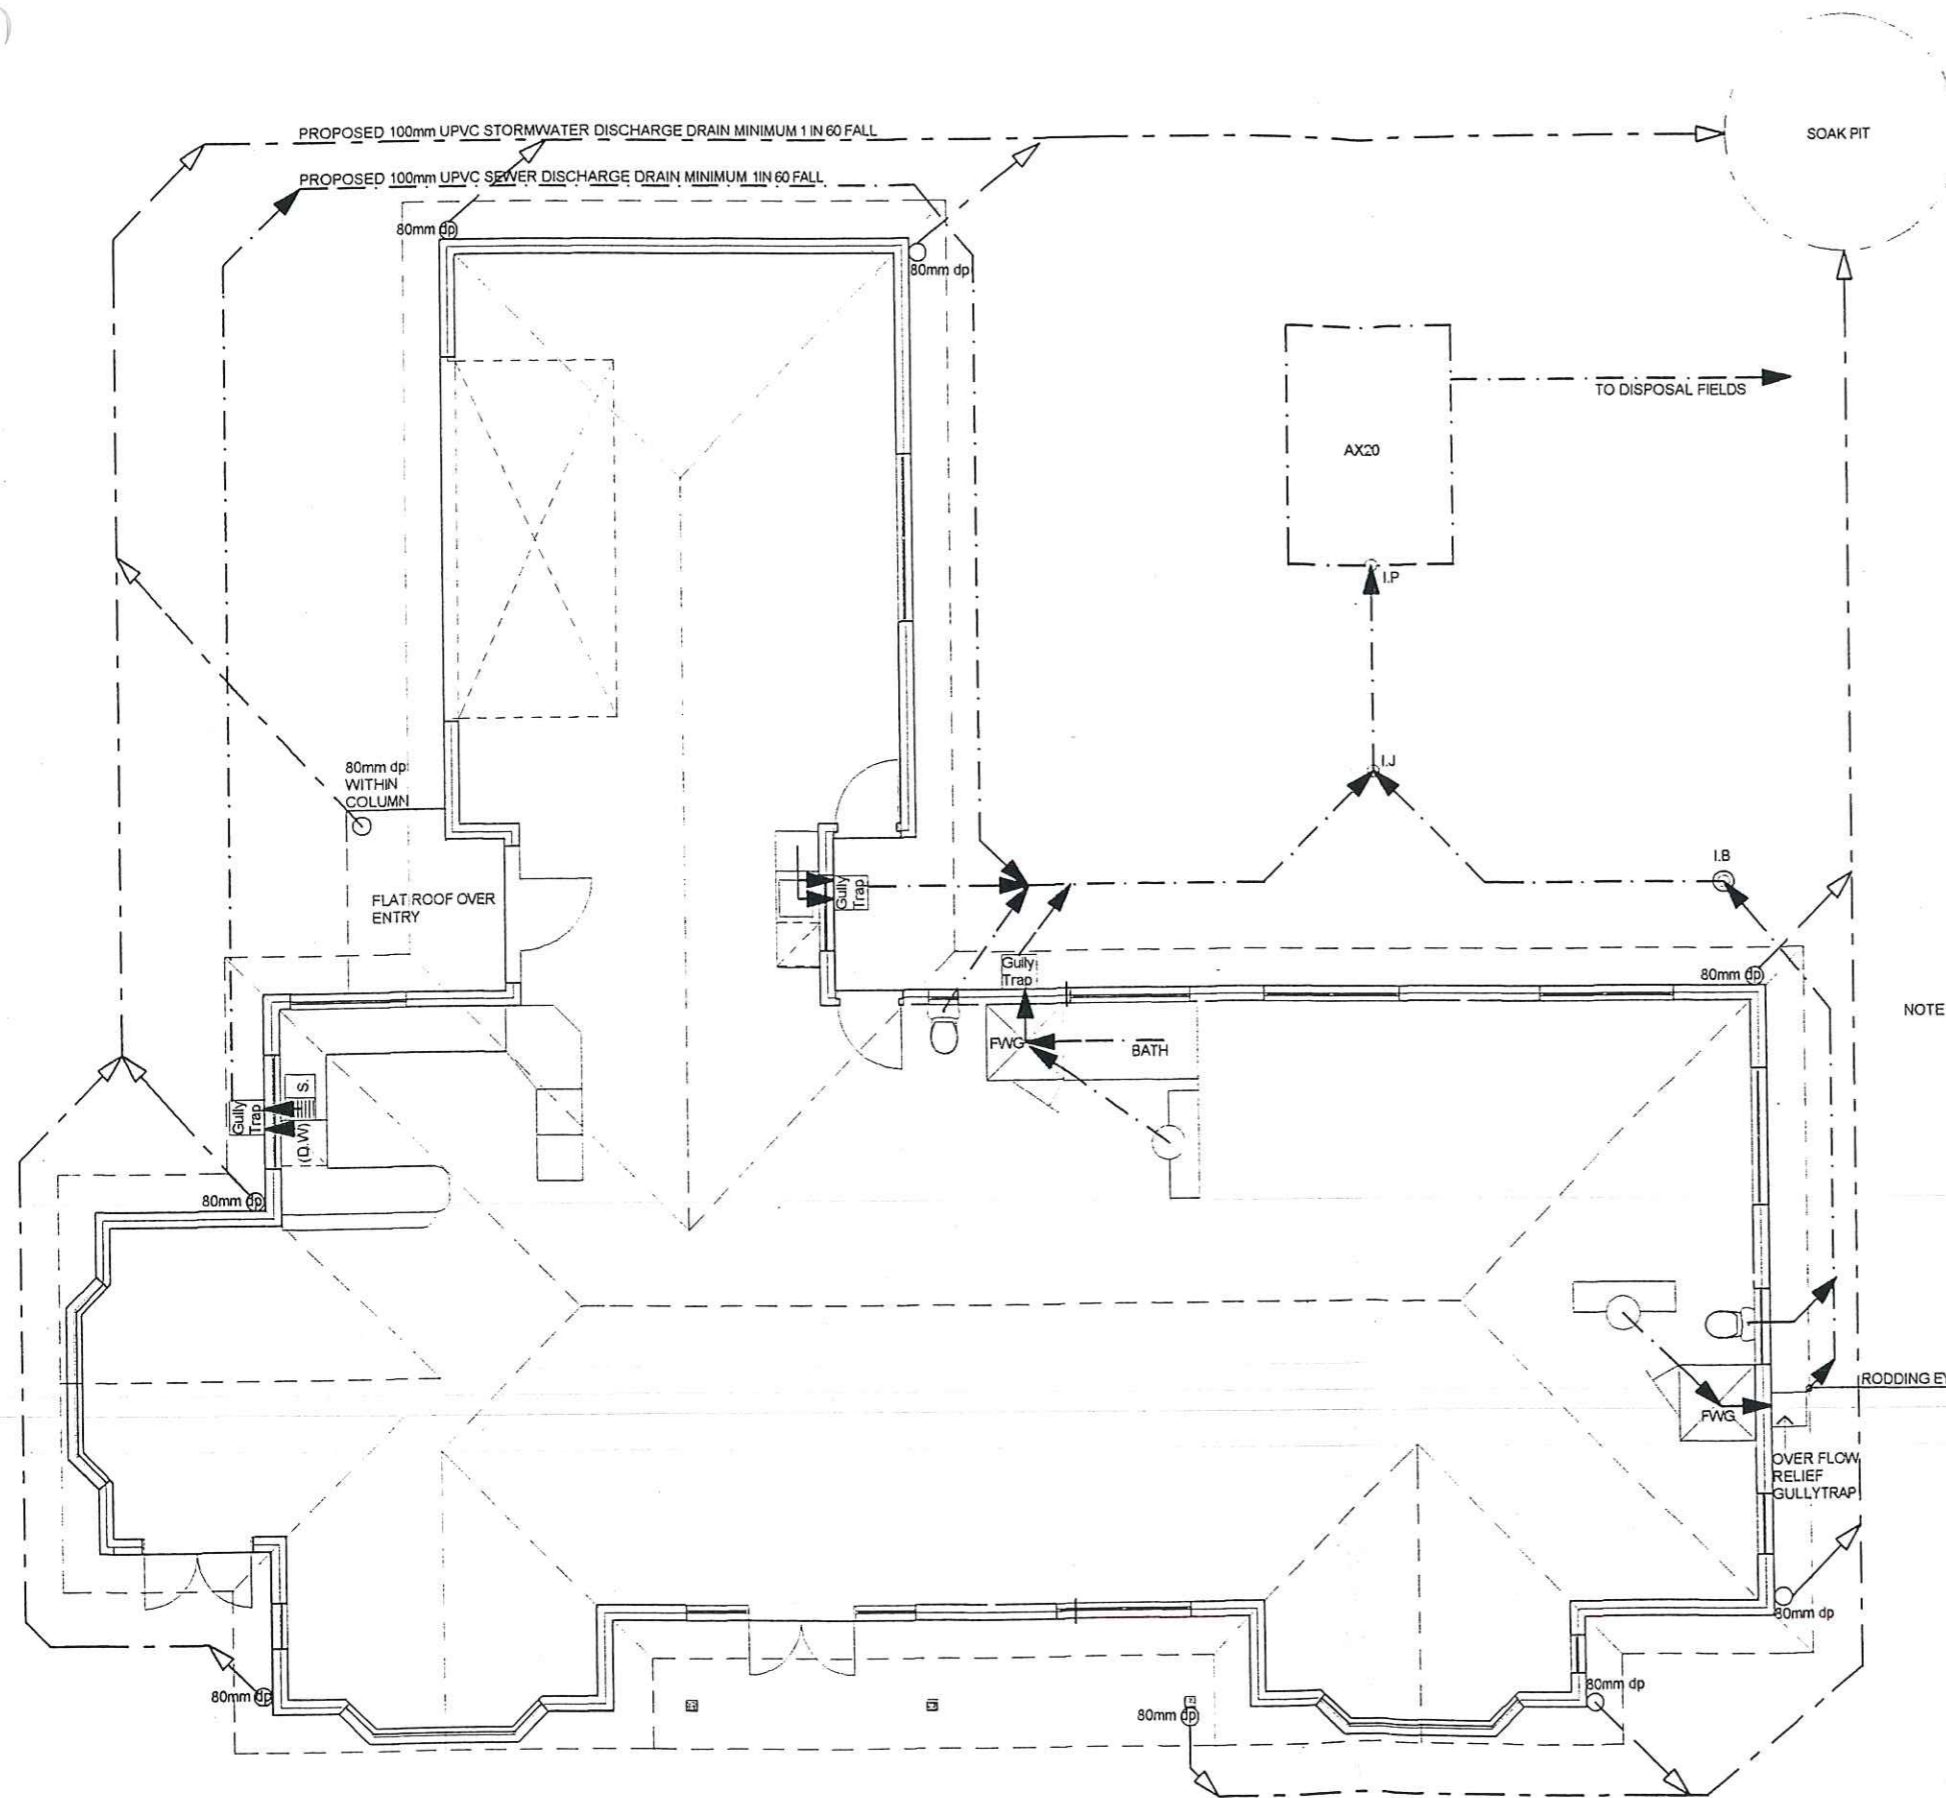 PROPOSED 100mm UPVC STORMWATER DISCHARGE DRAIN MINIMUM 1 IN 60 FALL
SOAK PIT
PROPOSED 100mm UPVC SEWER DISCHARGE DRAIN MINIMUM 1IN 60 FALL
80mm dp
80mm dp
TO DISPOSAL FIELDS
AX20
I.P
I.J
80mm dp
WITHIN
COLUMN
I.B
FLAT ROOF OVER
ENTRY
Gully
Trap
Gully
Trap
80mm dp
NOTE
FWG
BATH
S.
Gully
Trap
(D.W)
80mm dp
RODDING
FWG
OVER FLOW
RELIEF
GULLYTRAP
80mm dp
80mm dp
80mm dp
80mm dp